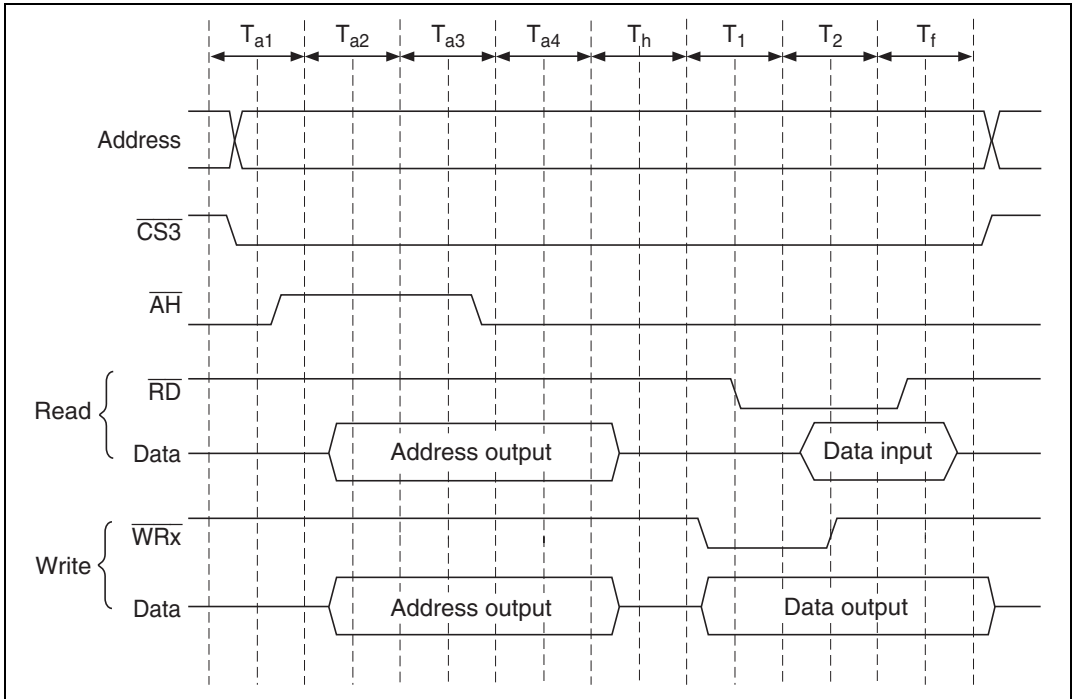 Ta1 Ta2 Ta3 Ta4 Th T1 T2 Tf
Address
CS3
AH
Read
RD
Data Address output Data input
Write
WRx
Data Address output Data output